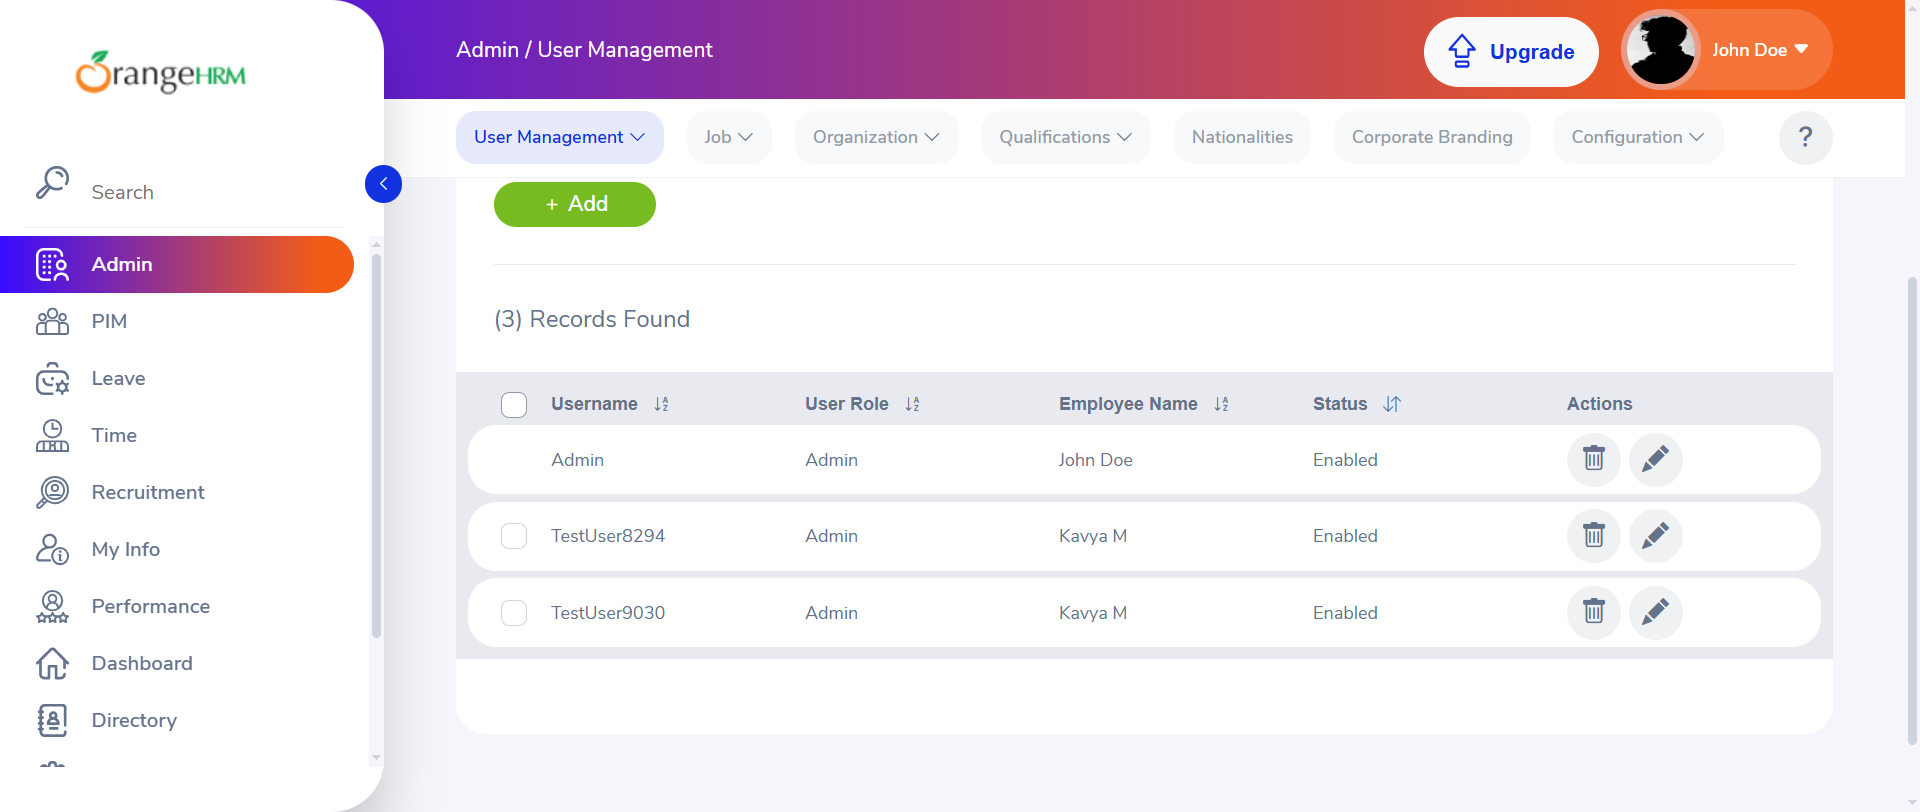 OrangeHRM
Admin / User Management
Upgrade
John Doe
User Management
Job
Organization
Qualifications
Nationalities
Corporate Branding
Configuration
?
Search
Admin
PIM
Leave
Time
Recruitment
My Info
Performance
Dashboard
Directory
+ Add
(3) Records Found
Username User Role Employee Name Status Actions
Admin Admin John Doe Enabled
TestUser8294 Admin Kavya M Enabled
TestUser9030 Admin Kavya M Enabled